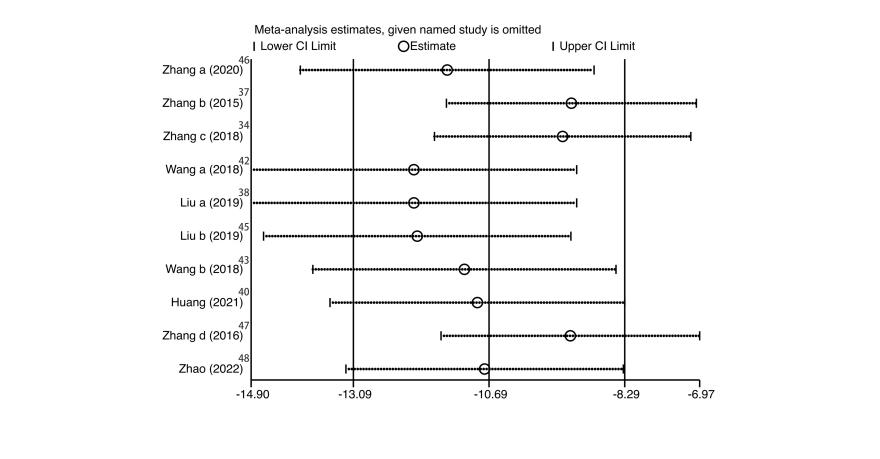 Meta-analysis estimates, given named study is omitted
Lower CI Limit Estimate Upper CI Limit
Zhang a (2020)46
Zhang b (2015)37
Zhang c (2018)34
Wang a (2018)42
Liu a (2019)38
Liu b (2019)45
Wang b (2018)43
Huang (2021)40
Zhang d (2016)47
Zhao (2022)48
-14.90 -13.09 -10.69 -8.29 -6.97